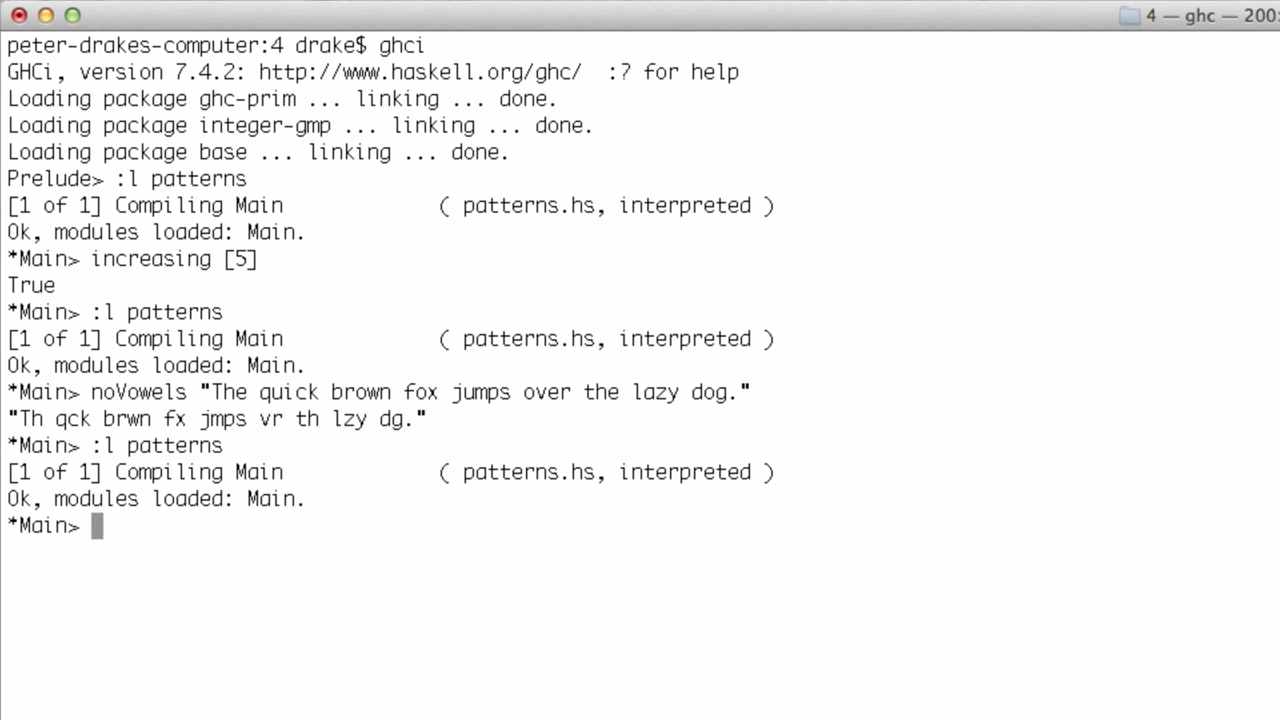 4 — ghc — 200
peter-drakes-computer:4 drake$ ghci
GHCi, version 7.4.2: http://www.haskell.org/ghc/  :? for help
Loading package ghc-prim ... linking ... done.
Loading package integer-gmp ... linking ... done.
Loading package base ... linking ... done.
Prelude> :l patterns
[1 of 1] Compiling Main             ( patterns.hs, interpreted )
Ok, modules loaded: Main.
*Main> increasing [5]
True
*Main> :l patterns
[1 of 1] Compiling Main             ( patterns.hs, interpreted )
Ok, modules loaded: Main.
*Main> noVowels "The quick brown fox jumps over the lazy dog."
"Th qck brwn fx jmps vr th lzy dg."
*Main> :l patterns
[1 of 1] Compiling Main             ( patterns.hs, interpreted )
Ok, modules loaded: Main.
*Main>